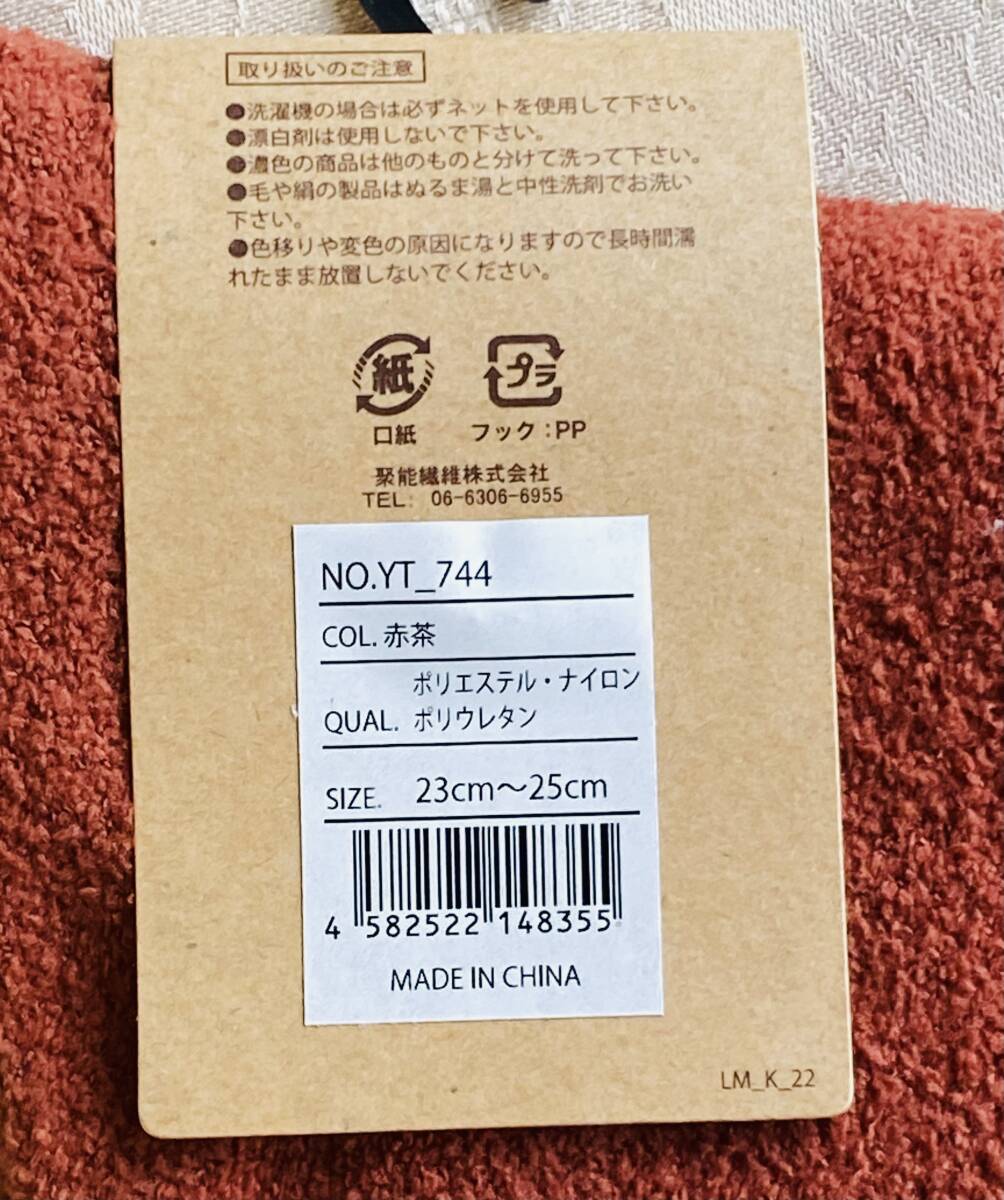 取り扱いのご注意
●洗濯機の場合は必ずネットを使用して下さい。
●漂白剤は使用しないで下さい。
●濃色の商品は他のものと分けて洗って下さい。
●毛や絹の製品はぬるま湯と中性洗剤でお洗い
下さい。
●色移りや変色の原因になりますので長時間濡
れたまま放置しないでください。
紙 プラ
口紙 フック:PP
聚能繊維株式会社
TEL: 06-6306-6955
NO.YT_744
COL. 赤茶
ポリエステル・ナイロン
QUAL. ポリウレタン
SIZE. 23cm～25cm
4 582522 148355
MADE IN CHINA
LM_K_22